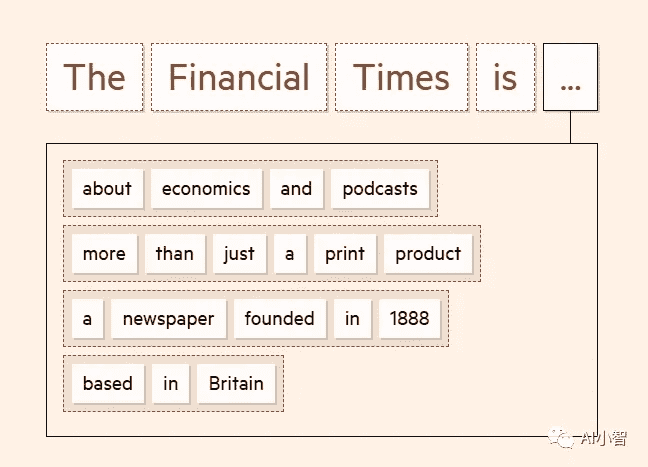 The Financial Times is ...
about economics and podcasts
more than just a print product
a newspaper founded in 1888
based in Britain
AI小智